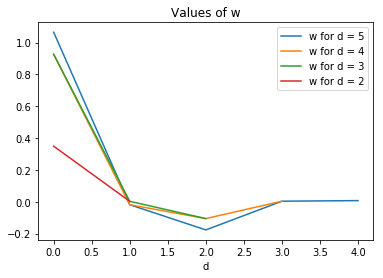 Values of w
w for d = 5
w for d = 4
w for d = 3
w for d = 2
1.0
0.8
0.6
0.4
0.2
0.0
−0.2
0.0 0.5 1.0 1.5 2.0 2.5 3.0 3.5 4.0
d